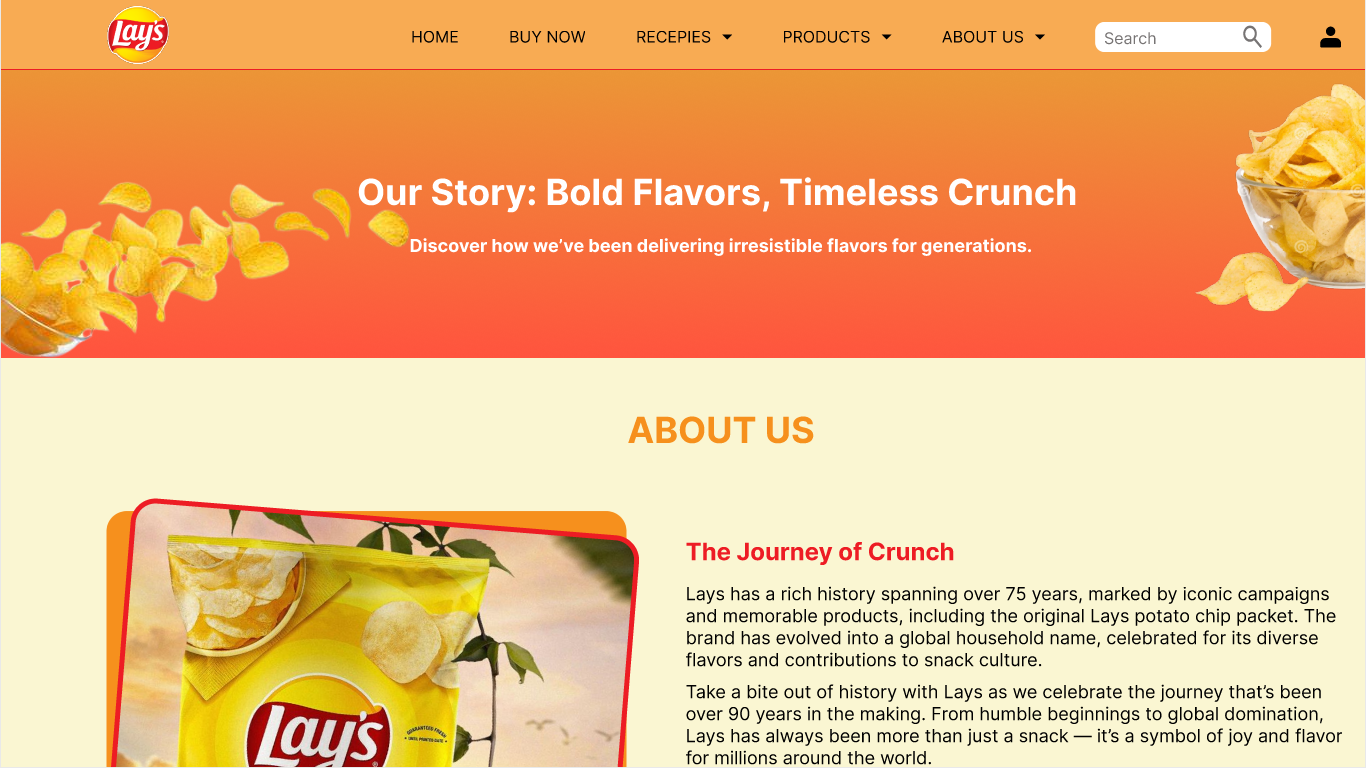 Lay's
HOME
BUY NOW
RECEPIES
PRODUCTS
ABOUT US
Search
Our Story: Bold Flavors, Timeless Crunch
Discover how we’ve been delivering irresistible flavors for generations.
ABOUT US
Lay's
GUARANTEED FRESH
The Journey of Crunch
Lays has a rich history spanning over 75 years, marked by iconic campaigns
and memorable products, including the original Lays potato chip packet. The
brand has evolved into a global household name, celebrated for its diverse
flavors and contributions to snack culture.
Take a bite out of history with Lays as we celebrate the journey that’s been
over 90 years in the making. From humble beginnings to global domination,
Lays has always been more than just a snack — it’s a symbol of joy and flavor
for millions around the world.